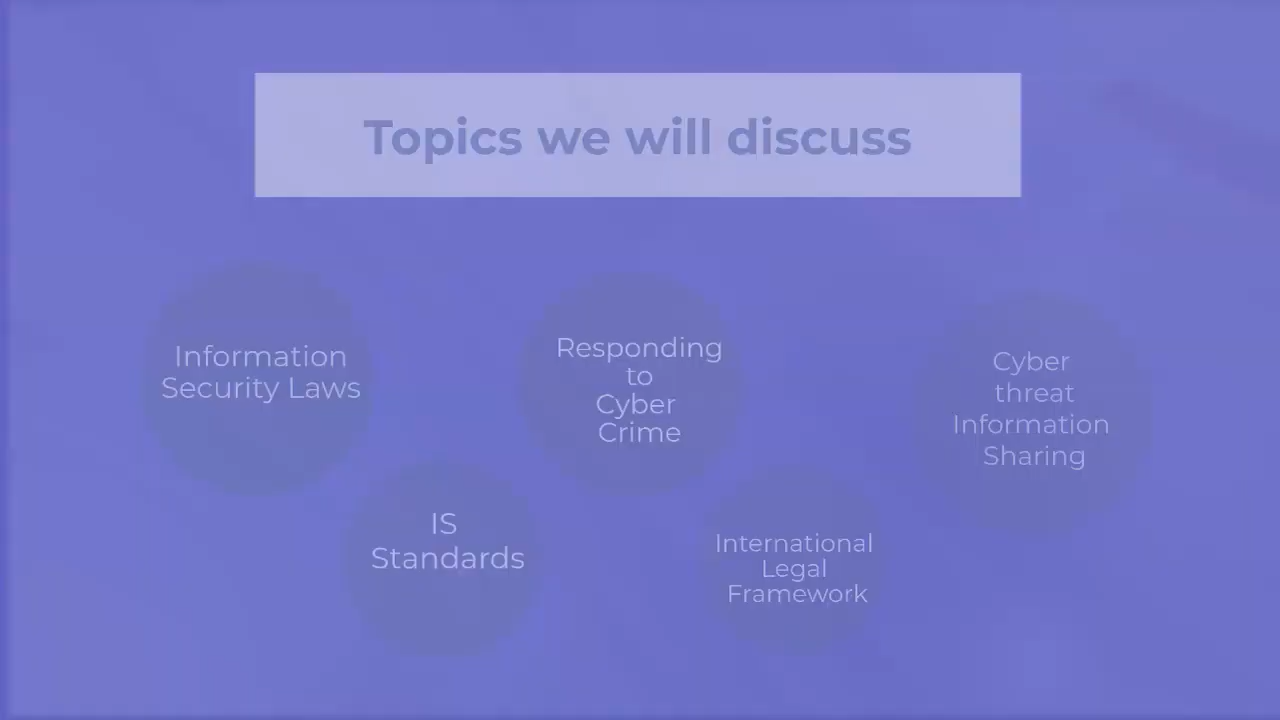 Topics we will discuss
Information
Security Laws
IS
Standards
Responding
to
Cyber
Crime
International
Legal
Framework
Cyber
threat
Information
Sharing